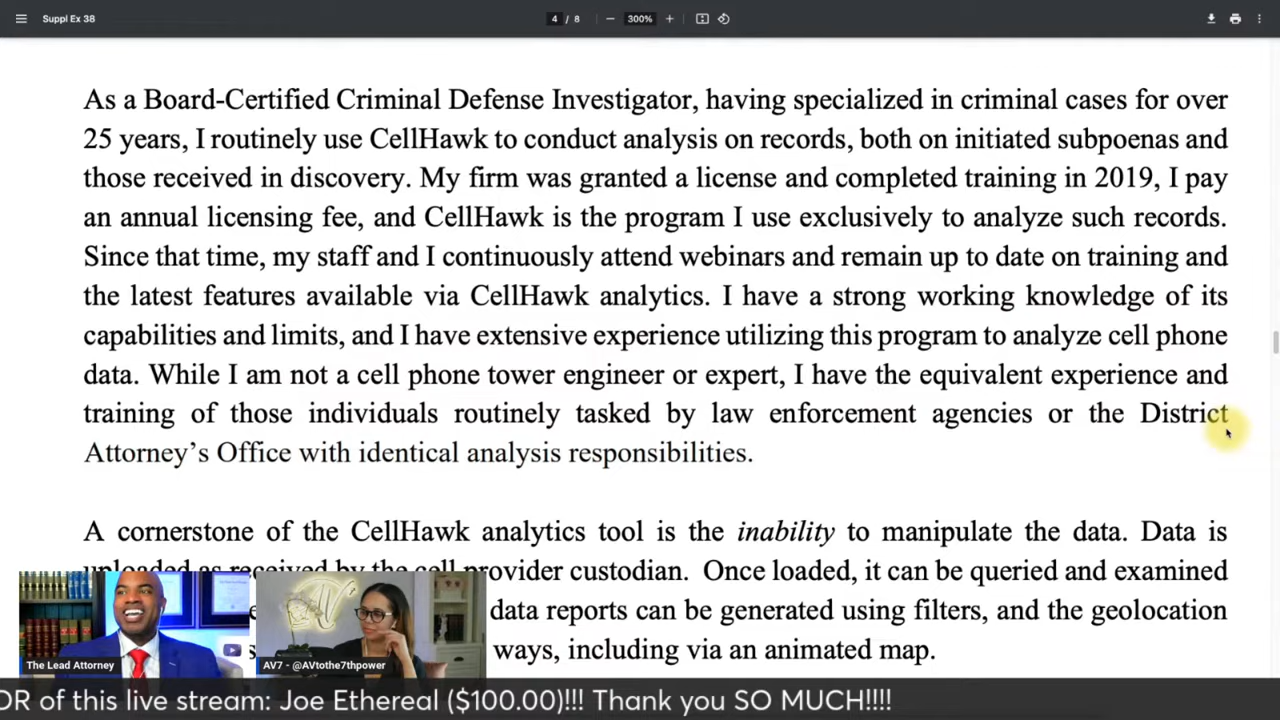 Suppl Ex 38
4 / 8
300%
As a Board-Certified Criminal Defense Investigator, having specialized in criminal cases for over
25 years, I routinely use CellHawk to conduct analysis on records, both on initiated subpoenas and
those received in discovery. My firm was granted a license and completed training in 2019, I pay
an annual licensing fee, and CellHawk is the program I use exclusively to analyze such records.
Since that time, my staff and I continuously attend webinars and remain up to date on training and
the latest features available via CellHawk analytics. I have a strong working knowledge of its
capabilities and limits, and I have extensive experience utilizing this program to analyze cell phone
data. While I am not a cell phone tower engineer or expert, I have the equivalent experience and
training of those individuals routinely tasked by law enforcement agencies or the District
Attorney's Office with identical analysis responsibilities.
A cornerstone of the CellHawk analytics tool is the inability to manipulate the data. Data is
uploaded as received by the cell provider custodian. Once loaded, it can be queried and examined
data reports can be generated using filters, and the geolocation
ways, including via an animated map.
The Lead Attorney
AV7 - @AVtothe7thpower
OR of this live stream: Joe Ethereal ($100.00)!!! Thank you SO MUCH!!!!